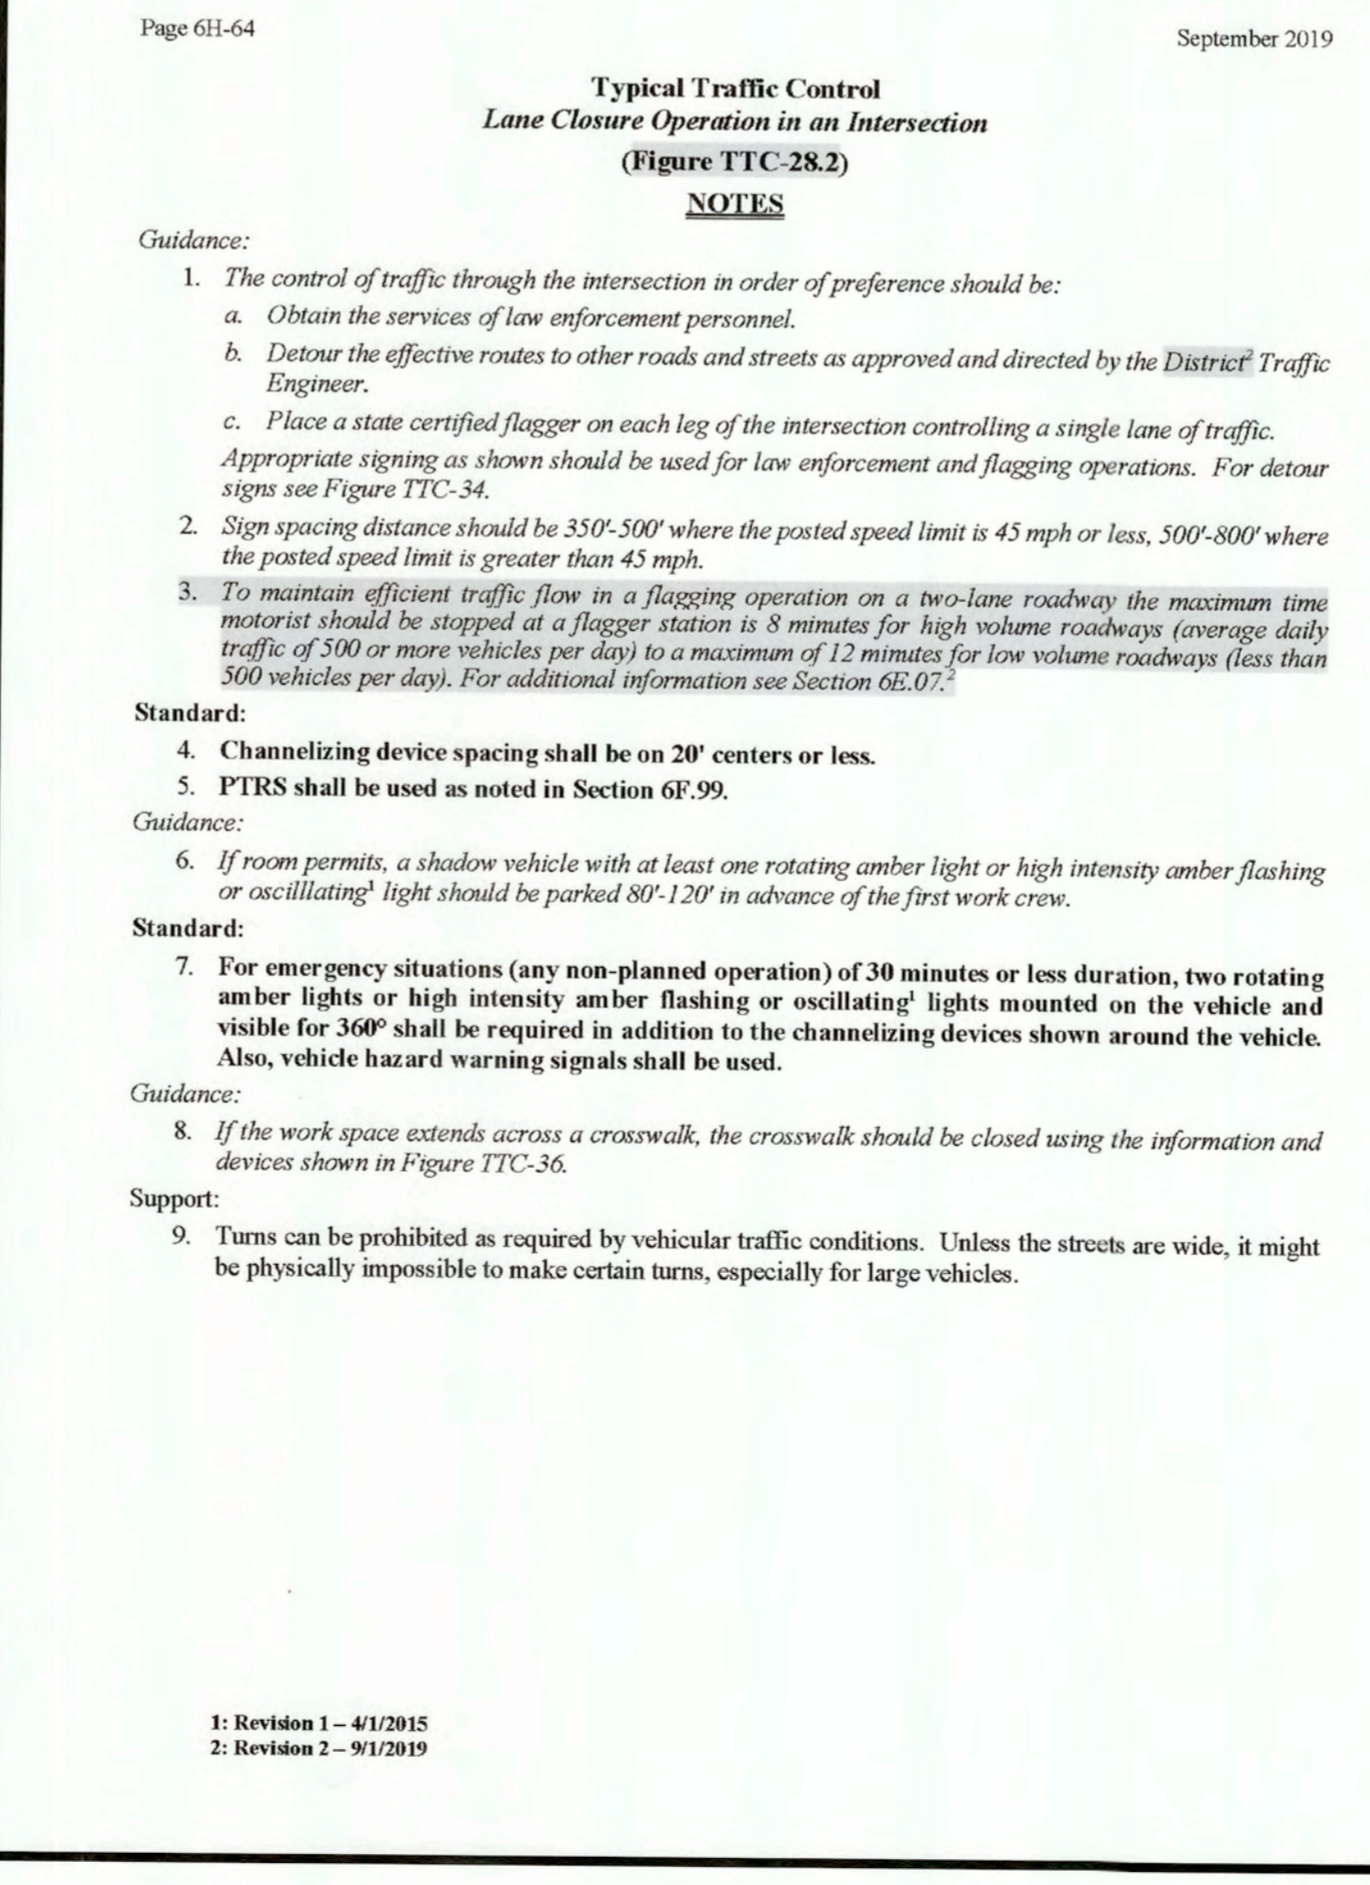 Page 6H-64
September 2019
Typical Traffic Control
Lane Closure Operation in an Intersection
(Figure TTC-28.2)
NOTES
Guidance:
1. The control of traffic through the intersection in order of preference should be:
a. Obtain the services of law enforcement personnel.
b. Detour the effective routes to other roads and streets as approved and directed by the District² Traffic
Engineer.
c. Place a state certified flagger on each leg of the intersection controlling a single lane of traffic.
Appropriate signing as shown should be used for law enforcement and flagging operations. For detour
signs see Figure TTC-34.
2. Sign spacing distance should be 350'-500' where the posted speed limit is 45 mph or less, 500'-800' where
the posted speed limit is greater than 45 mph.
3. To maintain efficient traffic flow in a flagging operation on a two-lane roadway the maximum time
motorist should be stopped at a flagger station is 8 minutes for high volume roadways (average daily
traffic of 500 or more vehicles per day) to a maximum of 12 minutes for low volume roadways (less than
500 vehicles per day). For additional information see Section 6E.07.²
Standard:
4. Channelizing device spacing shall be on 20' centers or less.
5. PTRS shall be used as noted in Section 6F.99.
Guidance:
6. If room permits, a shadow vehicle with at least one rotating amber light or high intensity amber flashing
or oscilllating¹ light should be parked 80'-120' in advance of the first work crew.
Standard:
7. For emergency situations (any non-planned operation) of 30 minutes or less duration, two rotating
amber lights or high intensity amber flashing or oscillating¹ lights mounted on the vehicle and
visible for 360º shall be required in addition to the channelizing devices shown around the vehicle.
Also, vehicle hazard warning signals shall be used.
Guidance:
8. If the work space extends across a crosswalk, the crosswalk should be closed using the information and
devices shown in Figure TTC-36.
Support:
9. Turns can be prohibited as required by vehicular traffic conditions. Unless the streets are wide, it might
be physically impossible to make certain turns, especially for large vehicles.
1: Revision 1 – 4/1/2015
2: Revision 2 – 9/1/2019